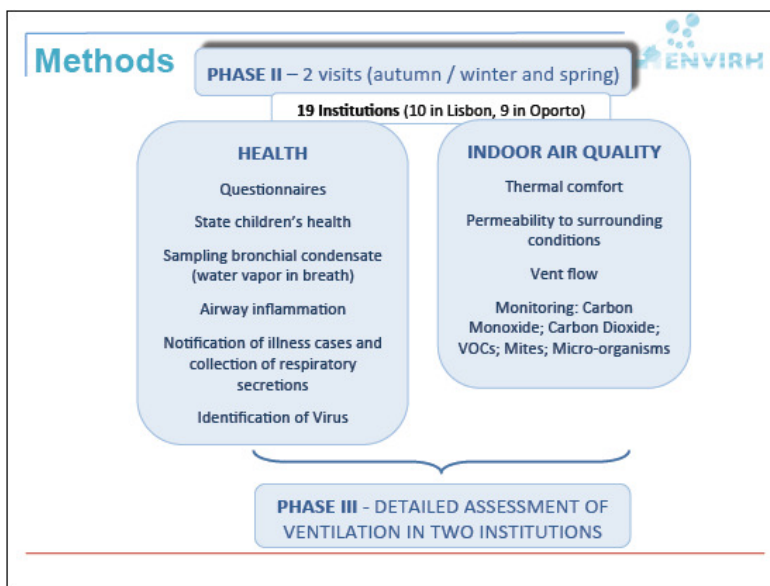 Methods
ENVIRH
PHASE II – 2 visits (autumn / winter and spring)
19 Institutions (10 in Lisbon, 9 in Oporto)
HEALTH
Questionnaires
State children's health
Sampling bronchial condensate
(water vapor in breath)
Airway inflammation
Notification of illness cases and
collection of respiratory
secretions
Identification of Virus
INDOOR AIR QUALITY
Thermal comfort
Permeability to surrounding
conditions
Vent flow
Monitoring: Carbon
Monoxide; Carbon Dioxide;
VOCs; Mites; Micro-organisms
PHASE III - DETAILED ASSESSMENT OF
VENTILATION IN TWO INSTITUTIONS